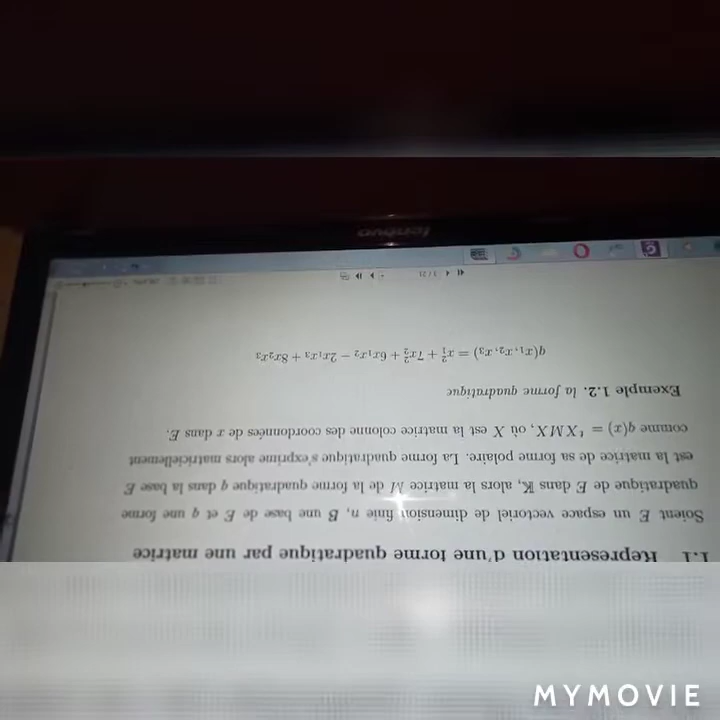 1.1 Représentation d'une forme quadratique par une matrice
Soient E un espace vectoriel de dimension finie n, B une base de E et q une forme
quadratique de E dans 𝕂, alors la matrice M de la forme quadratique q dans la base E
est la matrice de sa forme polaire. La forme quadratique s'exprime alors matriciellement
comme q(x) = ᵗXMX, où X est la matrice colonne des coordonnées de x dans E.
Exemple 1.2. la forme quadratique
q(x₁, x₂, x₃) = x₁² + 7x₂² + 6x₁x₂ − 2x₁x₃ + 8x₂x₃
3 / 21
lenovo
MYMOVIE